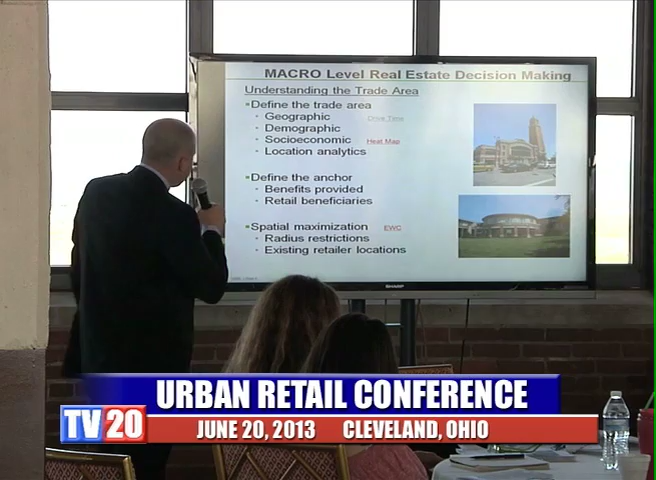 MACRO Level Real Estate Decision Making
Understanding the Trade Area
▪Define the trade area
• Geographic Drive Time
• Demographic
• Socioeconomic Heat Map
• Location analytics
▪Define the anchor
• Benefits provided
• Retail beneficiaries
▪Spatial maximization EWC
• Radius restrictions
• Existing retailer locations
SHARP
URBAN RETAIL CONFERENCE
TV20
JUNE 20, 2013 CLEVELAND, OHIO